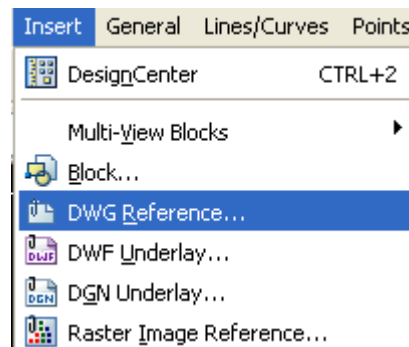 Insert General Lines/Curves Points
DesignCenter CTRL+2
Multi-View Blocks
Block...
DWG Reference...
DWF Underlay...
DGN Underlay...
Raster Image Reference...